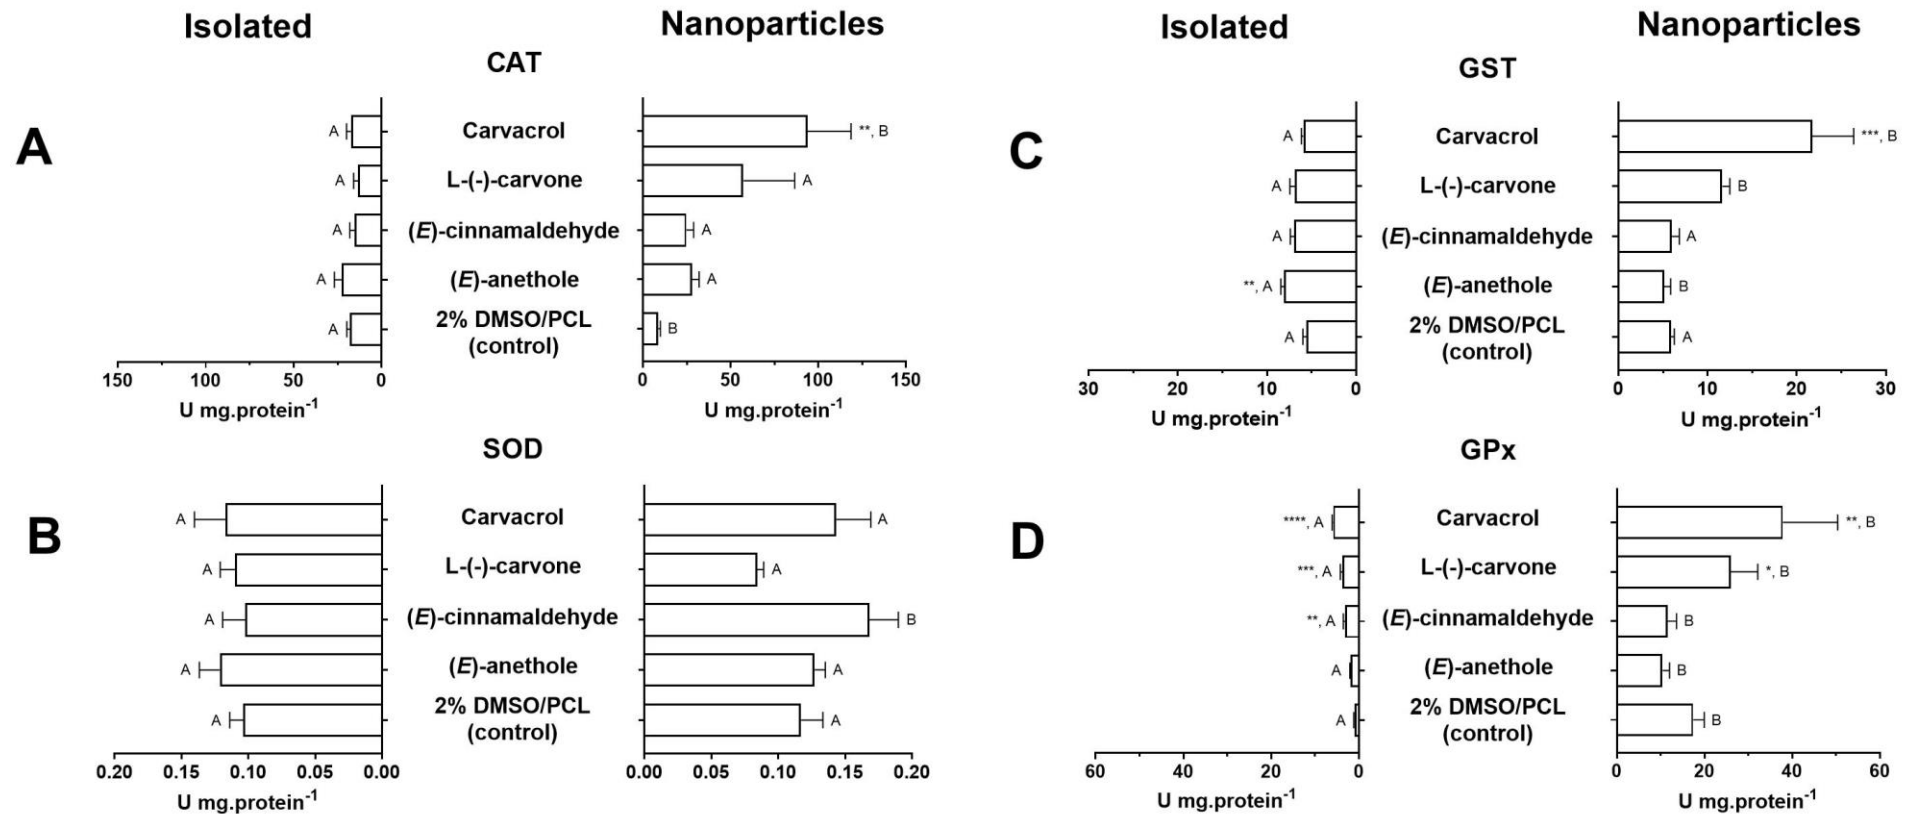 Isolated
Nanoparticles
CAT
A
A
Carvacrol
**, B
A
L-(-)-carvone
A
A
(E)-cinnamaldehyde
A
A
(E)-anethole
A
A
2% DMSO/PCL
(control)
B
150 100 50 0
0 50 100 150
U mg.protein-1
U mg.protein-1
SOD
B
A
Carvacrol
A
A
L-(-)-carvone
A
A
(E)-cinnamaldehyde
B
A
(E)-anethole
A
A
2% DMSO/PCL
(control)
A
0.20 0.15 0.10 0.05 0.00
0.00 0.05 0.10 0.15 0.20
U mg.protein-1
U mg.protein-1
Isolated
Nanoparticles
GST
C
A
Carvacrol
***, B
A
L-(-)-carvone
B
A
(E)-cinnamaldehyde
A
**, A
(E)-anethole
B
A
2% DMSO/PCL
(control)
A
30 20 10 0
0 10 20 30
U mg.protein-1
U mg.protein-1
GPx
D
****, A
Carvacrol
**, B
***, A
L-(-)-carvone
*, B
**, A
(E)-cinnamaldehyde
B
A
(E)-anethole
B
A
2% DMSO/PCL
(control)
B
60 40 20 0
0 20 40 60
U mg.protein-1
U mg.protein-1